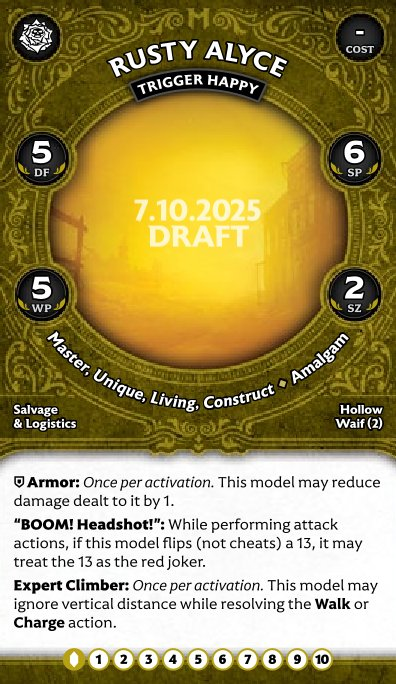 RUSTY ALYCE
TRIGGER HAPPY
-
COST
5
DF
6
SP
7.10.2025
DRAFT
5
WP
2
SZ
Master, Unique, Living, Construct ◆ Amalgam
Salvage
& Logistics
Hollow
Waif (2)
Armor: Once per activation. This model may reduce
damage dealt to it by 1.
“BOOM! Headshot!”: While performing attack
actions, if this model flips (not cheats) a 13, it may
treat the 13 as the red joker.
Expert Climber: Once per activation. This model may
ignore vertical distance while resolving the Walk or
Charge action.
1 2 3 4 5 6 7 8 9 10